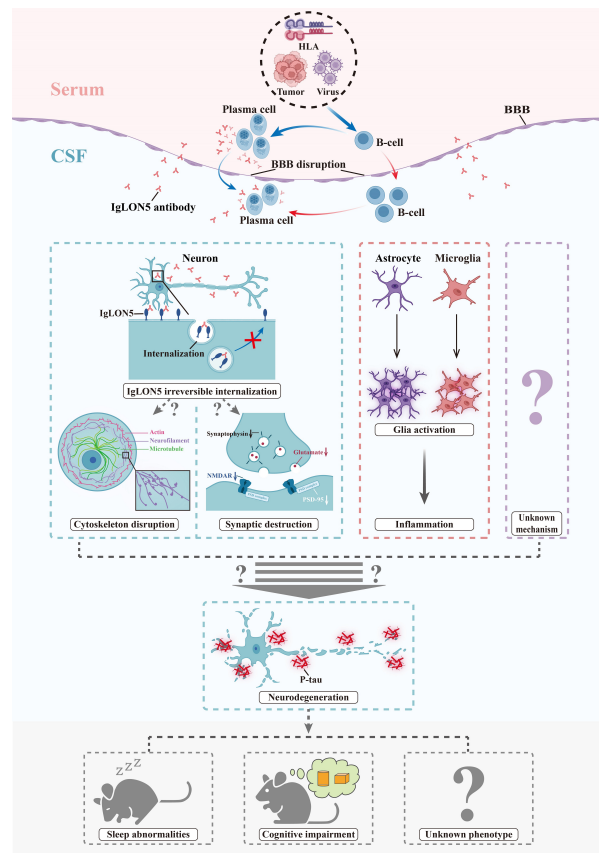 HLA
Tumor
Virus
Serum
Plasma cell
BBB
B-cell
CSF
BBB disruption
IgLON5 antibody
Plasma cell
B-cell
Neuron
Astrocyte
Microglia
IgLON5
Internalization
IgLON5 irreversible internalization
?
?
?
Actin
Neurofilament
Microtubule
Synaptophysin
Glutamate
NMDAR
PSD-95
Glia activation
Cytoskeleton disruption
Synaptic destruction
Inflammation
Unknown
mechanism
?
?
P-tau
Neurodegeneration
zzz
?
Sleep abnormalities
Cognitive impairment
Unknown phenotype